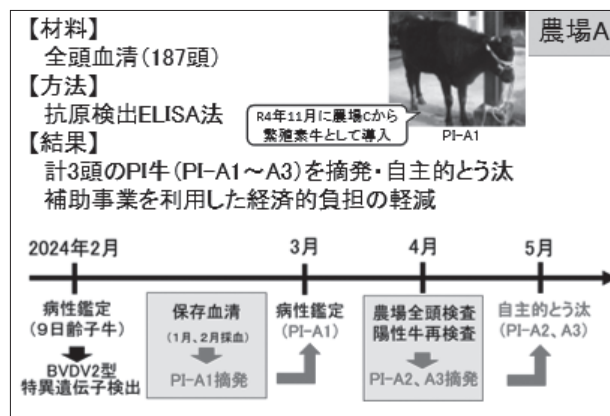 【材料】
農場A
全頭血清(187頭)
【方法】
抗原検出ELISA法
R4年11月に農場Cから
繁殖素牛として導入
PI-A1
【結果】
計3頭のPI牛(PI-A1～A3)を摘発・自主的とう汰
補助事業を利用した経済的負担の軽減
2024年2月
3月
4月
5月
病性鑑定
(9日齢子牛)
BVDV2型
特異遺伝子検出
保存血清
(1月、2月採血)
PI-A1摘発
病性鑑定
(PI-A1)
農場全頭検査
陽性牛再検査
PI-A2、A3摘発
自主的とう汰
(PI-A2、A3)